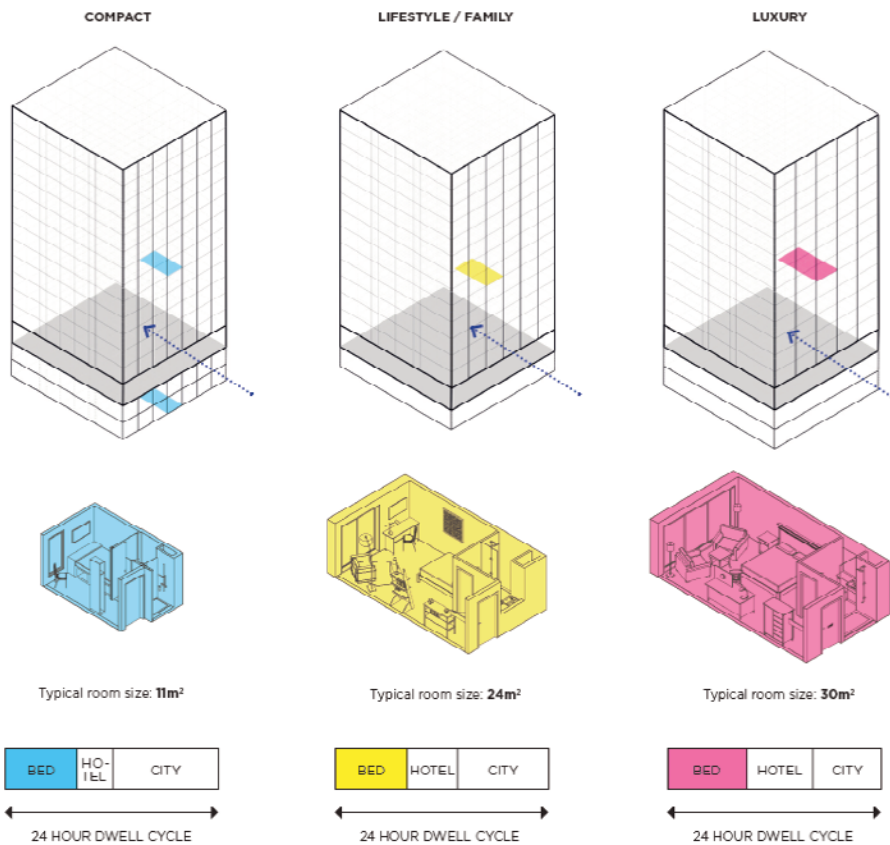 COMPACT
LIFESTYLE / FAMILY
LUXURY
Typical room size: 11m²
Typical room size: 24m²
Typical room size: 30m²
BED
HO-
TEL
CITY
BED
HOTEL
CITY
BED
HOTEL
CITY
24 HOUR DWELL CYCLE
24 HOUR DWELL CYCLE
24 HOUR DWELL CYCLE